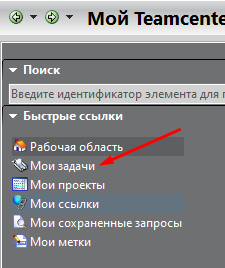 Мой Teamcente
Поиск
Введите идентификатор элемента для п
Быстрые ссылки
Рабочая область
Мои задачи
Мои проекты
Мои ссылки
Мои сохраненные запросы
Мои метки